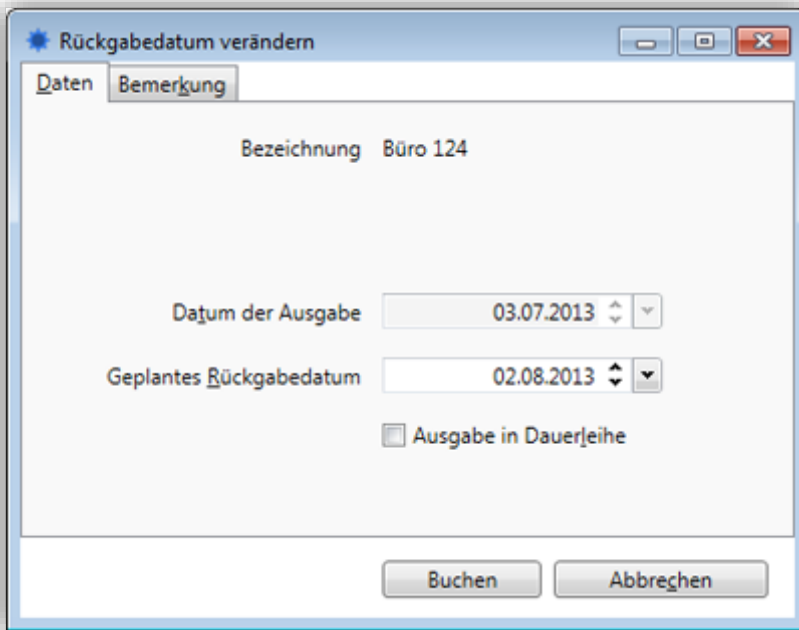 Rückgabedatum verändern
Daten Bemerkung
Bezeichnung Büro 124
Datum der Ausgabe 03.07.2013
Geplantes Rückgabedatum 02.08.2013
Ausgabe in Dauerleihe
Buchen Abbrechen